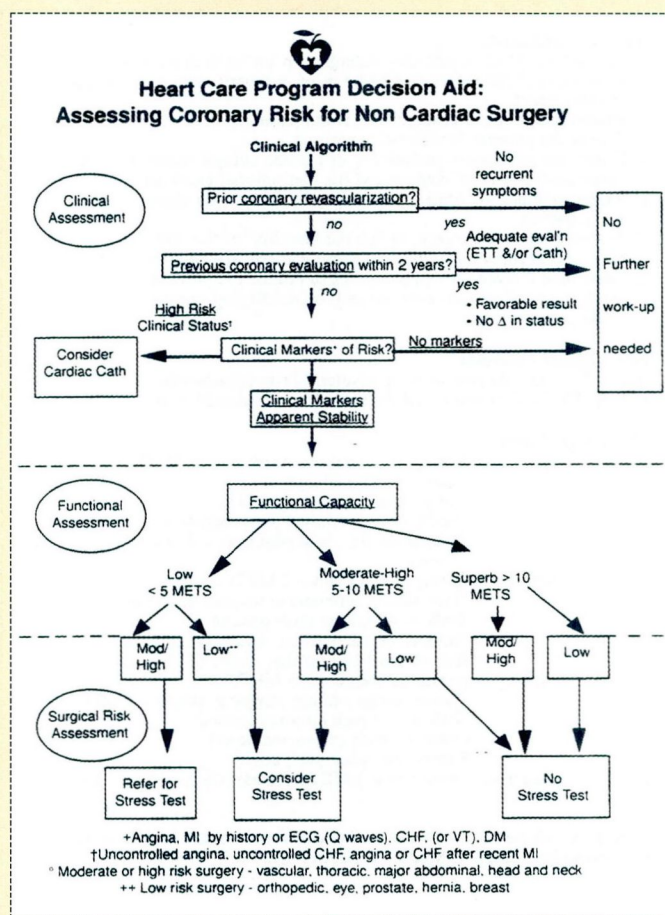 M
Heart Care Program Decision Aid:
Assessing Coronary Risk for Non Cardiac Surgery
Clinical Algorithm
Clinical
Assessment
Prior coronary revascularization?
No
recurrent
symptoms
no
yes
Previous coronary evaluation within 2 years?
Adequate eval'n
(ETT &/or Cath)
no
yes
• Favorable result
• No Δ in status
No
Further
work-up
needed
High Risk
Clinical Status†
Consider
Cardiac Cath
Clinical Markers+ of Risk?
No markers
Clinical Markers
Apparent Stability
Functional
Assessment
Functional Capacity
Low
< 5 METS
Moderate-High
5-10 METS
Superb > 10
METS
Mod/
High
Low++
Mod/
High
Low
Mod/
High
Low
Surgical Risk
Assessment
Refer for
Stress Test
Consider
Stress Test
No
Stress Test
+Angina, MI by history or ECG (Q waves), CHF, (or VT), DM
†Uncontrolled angina, uncontrolled CHF, angina or CHF after recent MI
° Moderate or high risk surgery - vascular, thoracic, major abdominal, head and neck
++ Low risk surgery - orthopedic, eye, prostate, hernia, breast